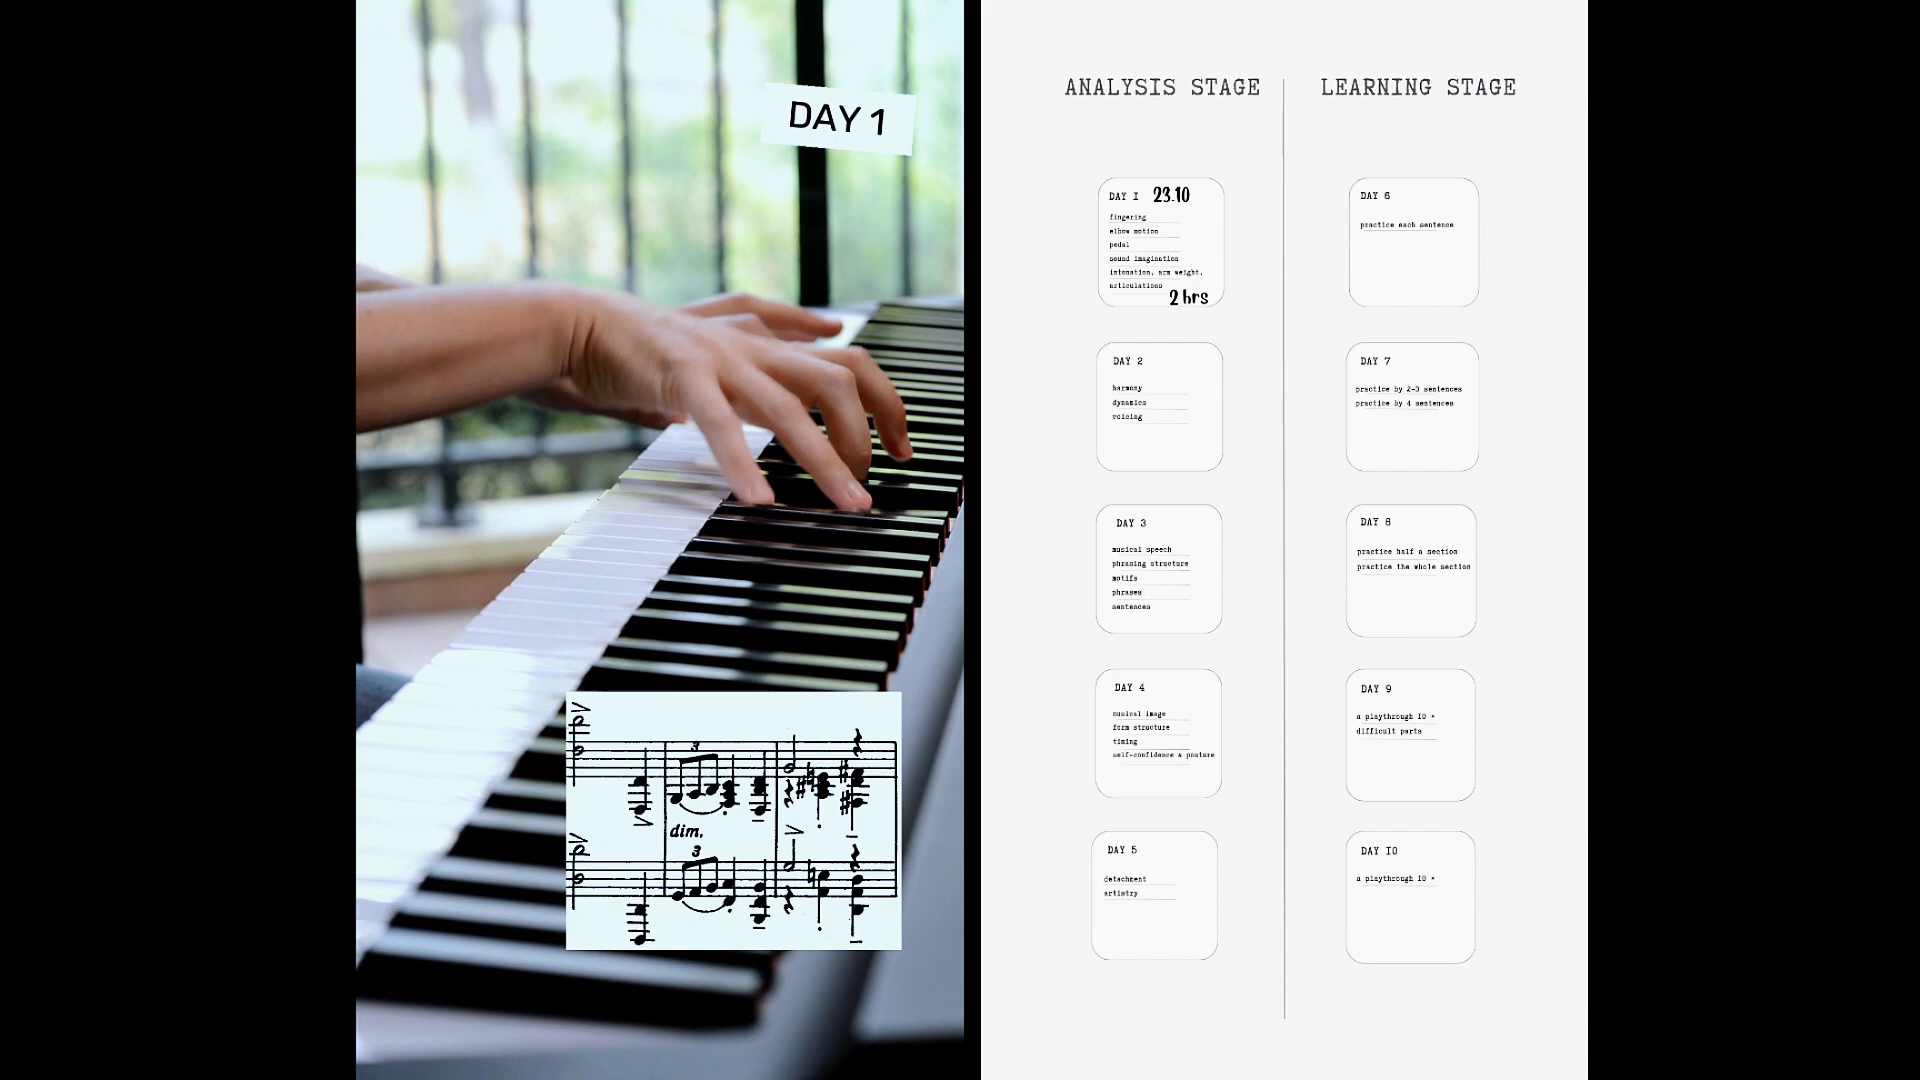 DAY 1
3
dim.
3
ANALYSIS STAGE
DAY 1 23.10
fingering
elbow motion
pedal
sound imagination
intonation, arm weight,
articulations
2 hrs
DAY 2
harmony
dynamics
voicing
DAY 3
musical speech
phrasing structure
motifs
phrases
sentences
DAY 4
musical image
form structure
timing
self-confidence & posture
DAY 5
detachment
artistry
LEARNING STAGE
DAY 6
practice each sentence
DAY 7
practice by 2-3 sentences
practice by 4 sentences
DAY 8
practice half a section
practice the whole section
DAY 9
a playthrough 10 *
difficult parts
DAY 10
a playthrough 10 *